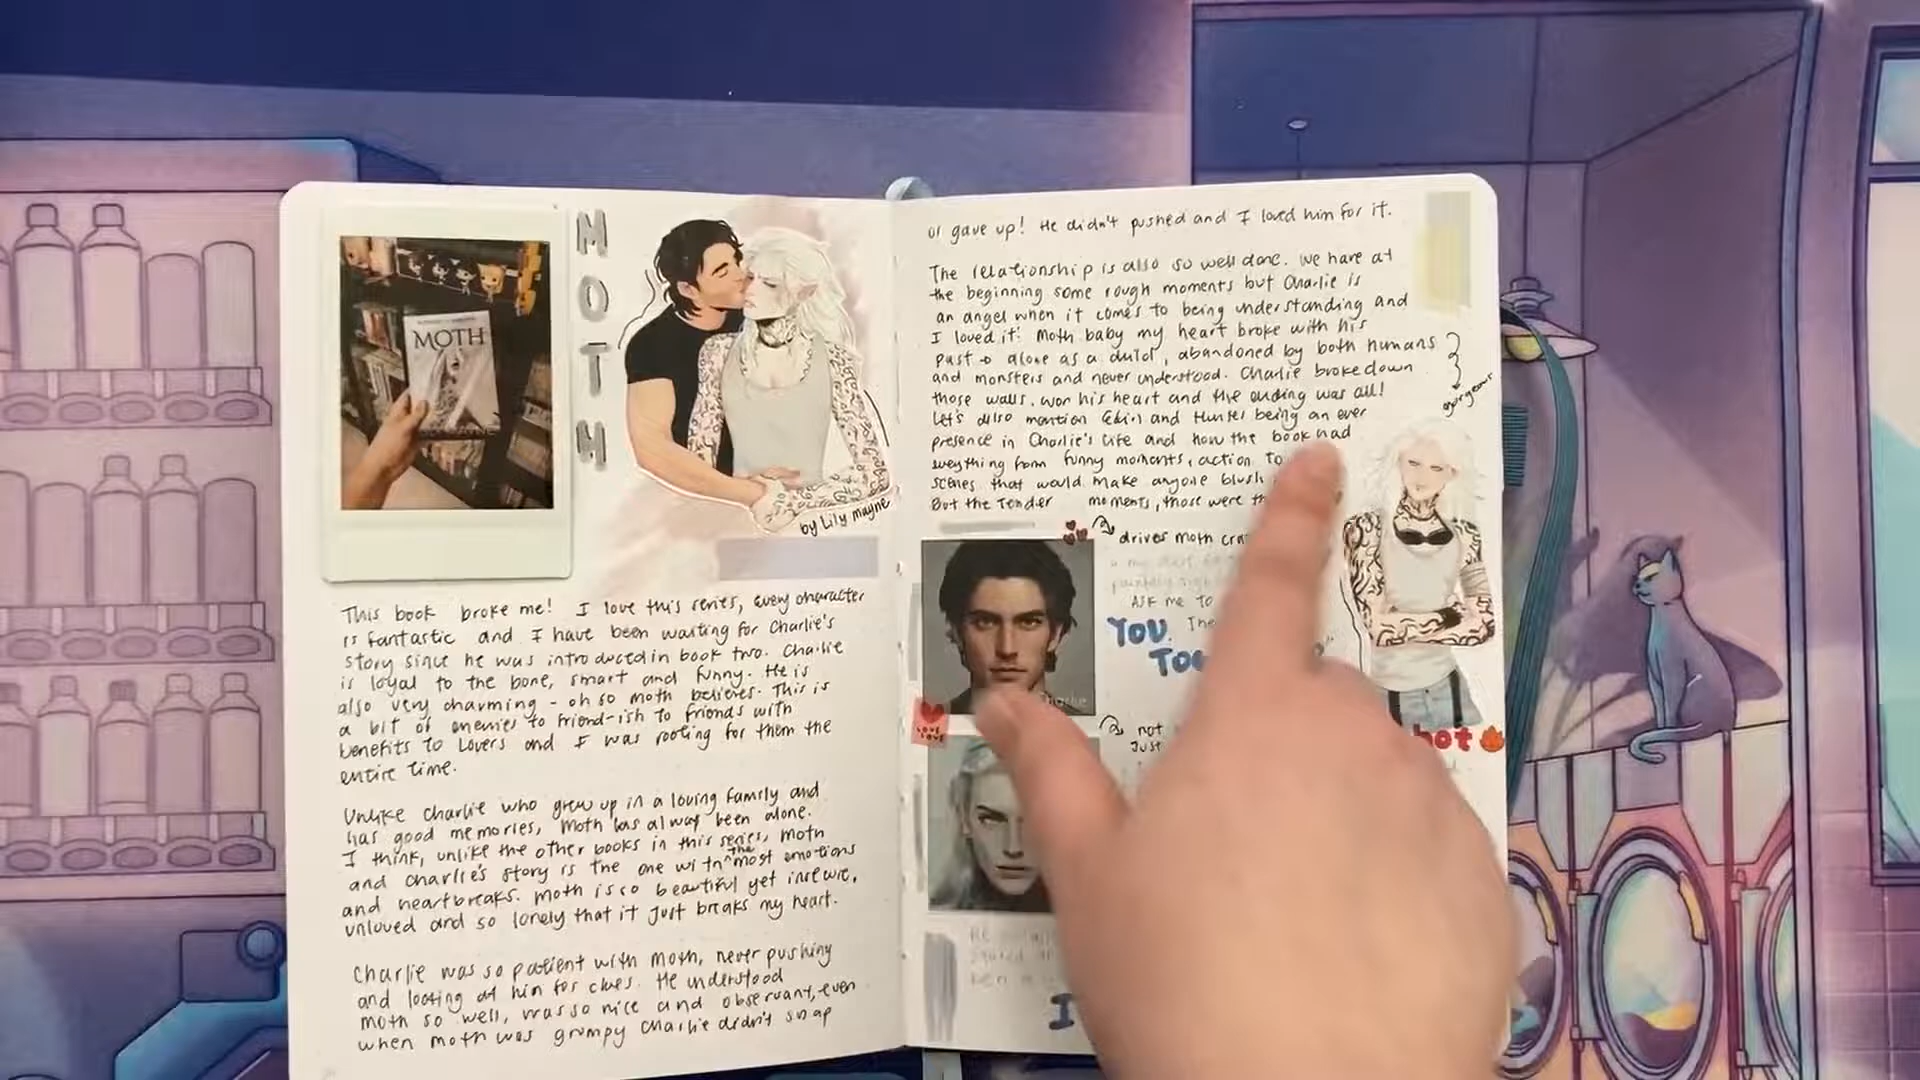 MOTH
MOTH
by Lily Mayne
This book broke me! I love this series, every character
is fantastic and I have been waiting for Charlie's
story since he was introduced in book two. Charlie
is loyal to the bone, smart and funny. He is
also very charming - oh so moth believes. This is
a bit of enemies to friend-ish to friends with
benefits to Lovers and I was rooting for them the
entire time.
Unlike Charlie who grew up in a loving family and
has good memories, Moth has alway been alone.
I think, unlike the other books in this series, Moth
and Charlie's story is the one with the most emotions
and heartbreaks. Moth is so beautiful yet insecure,
unloved and so lonely that it just breaks my heart.
Charlie was so patient with Moth, never pushing
and looking at him for clues. He understood
Moth so well, was so nice and observant, even
when moth was grumpy Charlie didn't snap
or gave up! He didn't pushed and I loved him for it.
The relationship is also so well done. We have at
the beginning some rough moments but Charlie is
an angel when it comes to being understanding and
I loved it! Moth baby my heart broke with his
past → alone as a child, abandoned by both humans
and monsters and never understood. Charlie broke down
those walls, won his heart and the ending was all!
gorgeous
Let's also mention and Hunter being an ever
presence in Charlie's life and how the book had
everything from funny moments, action to
scenes that would make anyone blush
But the Tender moments, those were
drives moth
Ask me to
YOU
Charlie
LOVE
LOVE
not
Just
hot
I